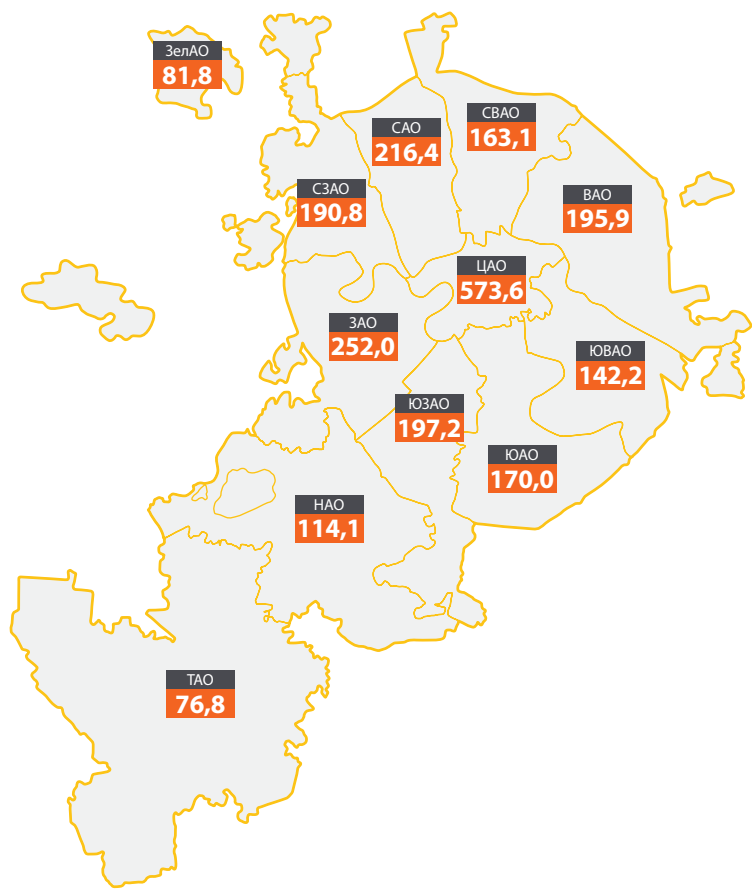 ЗелАО
81,8
САО
216,4
СВАО
163,1
СЗАО
190,8
ВАО
195,9
ЦАО
573,6
ЗАО
252,0
ЮВАО
142,2
ЮЗАО
197,2
ЮАО
170,0
НАО
114,1
ТАО
76,8